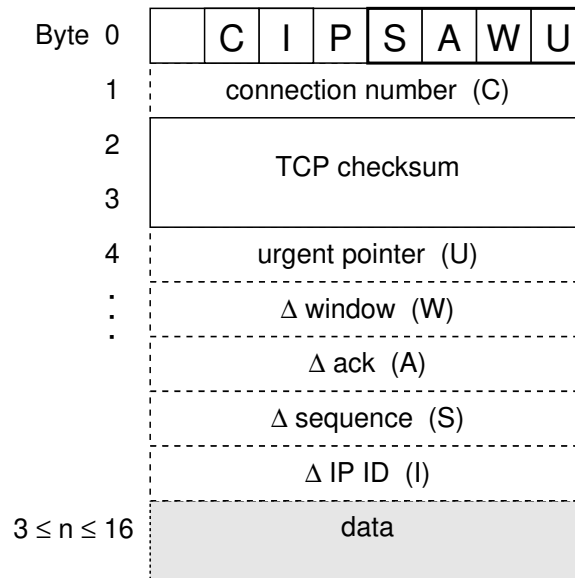 Byte 0 C I P S A W U
1 connection number (C)
2
TCP checksum
3
4 urgent pointer (U)
⋮ Δ window (W)
Δ ack (A)
Δ sequence (S)
Δ IP ID (I)
3 ≤ n ≤ 16 data